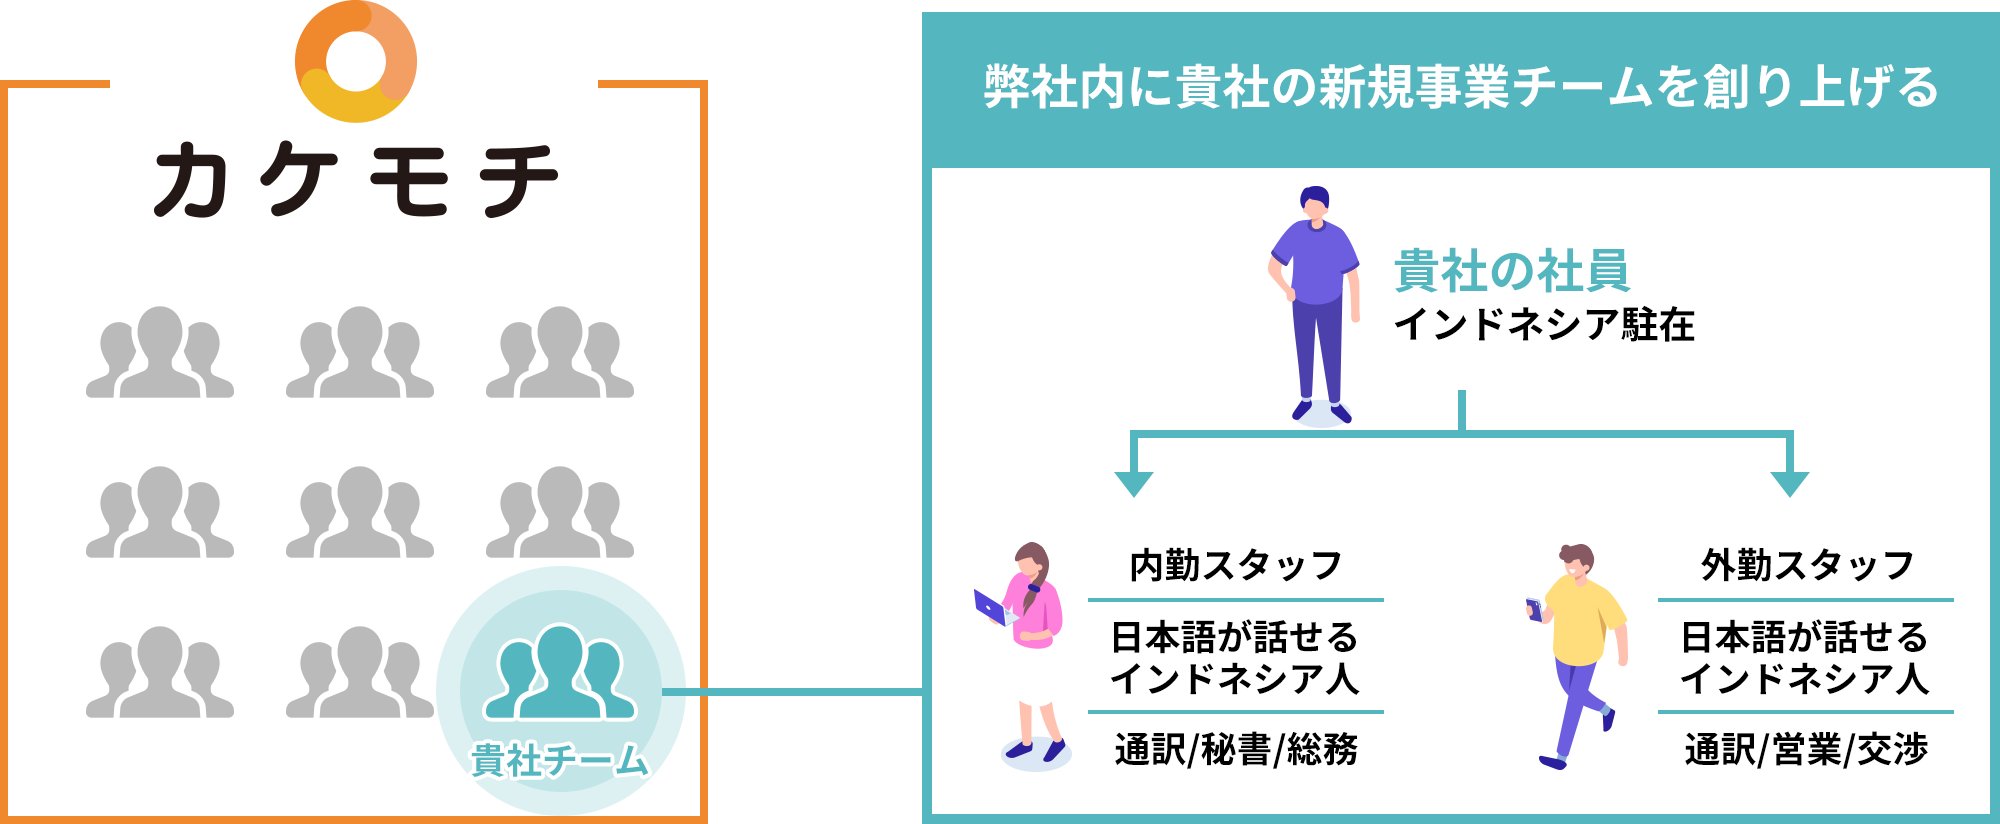 カケモチ
貴社チーム
弊社内に貴社の新規事業チームを創り上げる
貴社の社員
インドネシア駐在
内勤スタッフ
日本語が話せる
インドネシア人
通訳/秘書/総務
外勤スタッフ
日本語が話せる
インドネシア人
通訳/営業/交渉